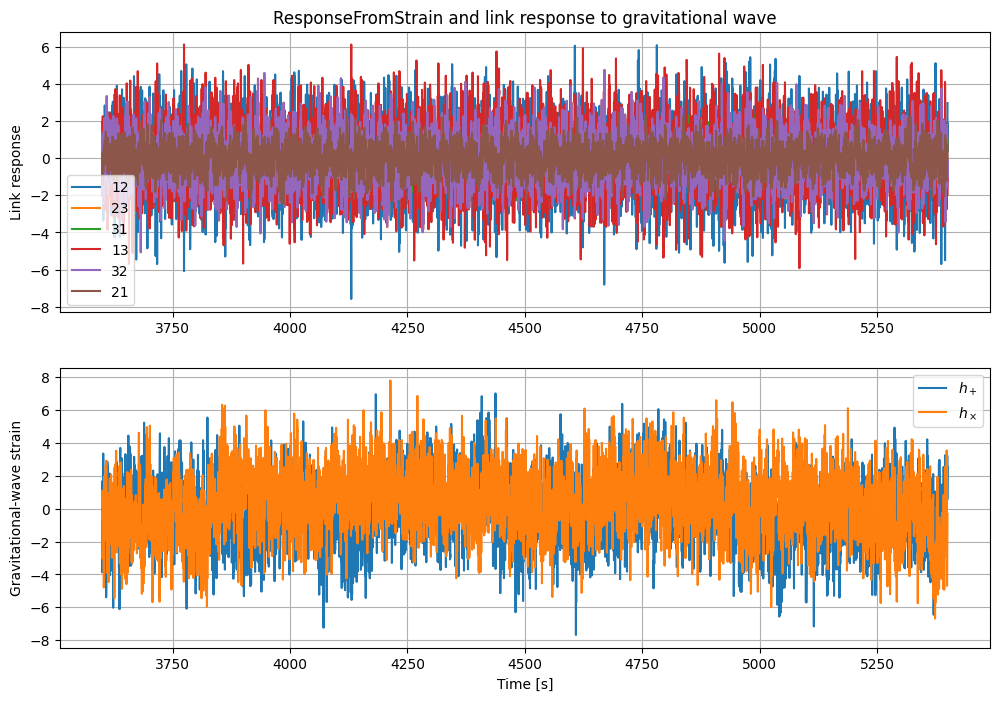 ResponseFromStrain and link response to gravitational wave
Link response
6
4
2
0
−2
−4
−6
−8
12
23
31
13
32
21
3750 4000 4250 4500 4750 5000 5250
Gravitational-wave strain
8
6
4
2
0
−2
−4
−6
−8
h₊
hₓ
3750 4000 4250 4500 4750 5000 5250
Time [s]